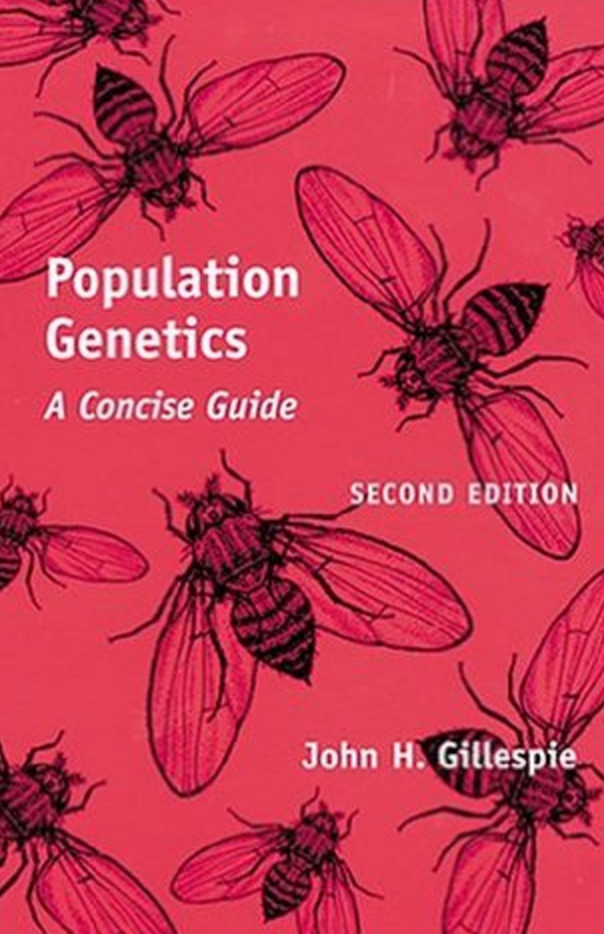 Population
Genetics
A Concise Guide
SECOND EDITION
John H. Gillespie